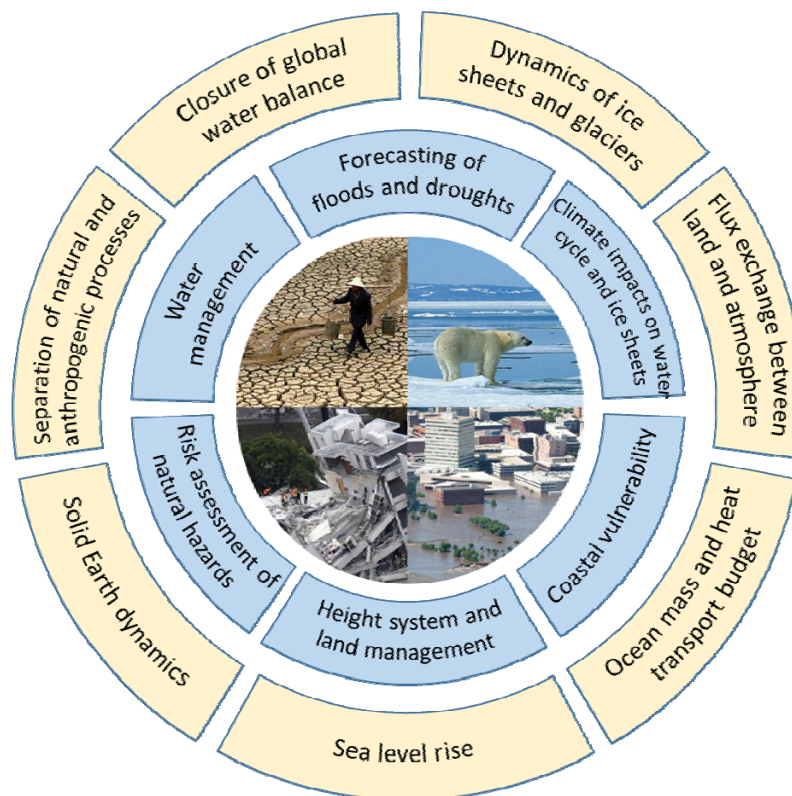 Closure of global
water balance
Dynamics of ice
sheets and glaciers
Flux exchange between
land and atmosphere
Ocean mass and heat
transport budget
Sea level rise
Solid Earth dynamics
Separation of natural and
anthropogenic processes
Forecasting of
floods and droughts
Climate impacts on water
cycle and ice sheets
Coastal vulnerability
Height system and
land management
Risk assessment of
natural hazards
Water
management